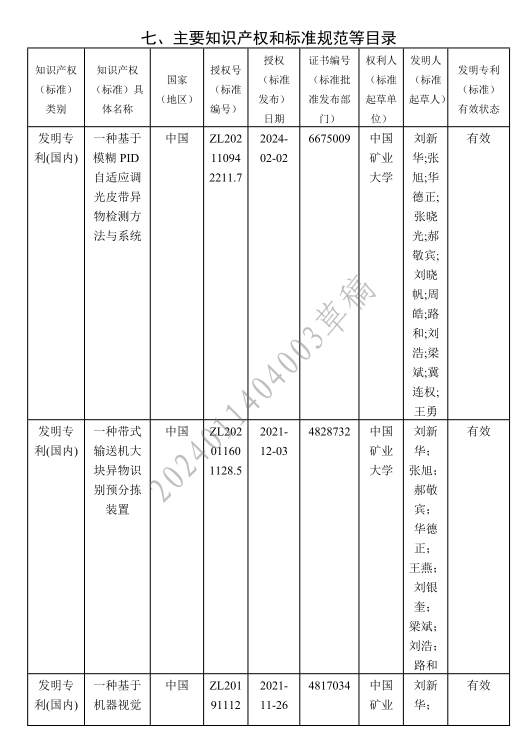 七、主要知识产权和标准规范等目录
知识产权
（标准）
类别
知识产权
（标准）具
体名称
国家
（地区）
授权号
（标准
编号）
授权
（标准
发布）
日期
证书编号
（标准批
准发布部
门）
权利人
（标准
起草单
位）
发明人
（标准
起草人）
发明专利
（标准）
有效状态
发明专
利(国内)
一种基于
模糊 PID
自适应调
光皮带异
物检测方
法与系统
中国
ZL202
11094
2211.7
2024-
02-02
6675009
中国
矿业
大学
刘新
华;张
旭;华
德正;
张晓
光;郝
敬宾;
刘晓
帆;周
皓;路
和;刘
浩;梁
斌;冀
连权;
王勇
有效
发明专
利(国内)
一种带式
输送机大
块异物识
别预分拣
装置
中国
ZL202
01160
1128.5
2021-
12-03
4828732
中国
矿业
大学
刘新
华；
张旭；
郝敬
宾；
华德
正；
王燕；
刘银
奎；
梁斌；
刘浩；
路和
有效
发明专
利(国内)
一种基于
机器视觉
中国
ZL201
91112
2021-
11-26
4817034
中国
矿业
刘新
华；
有效
20240911404003草稿